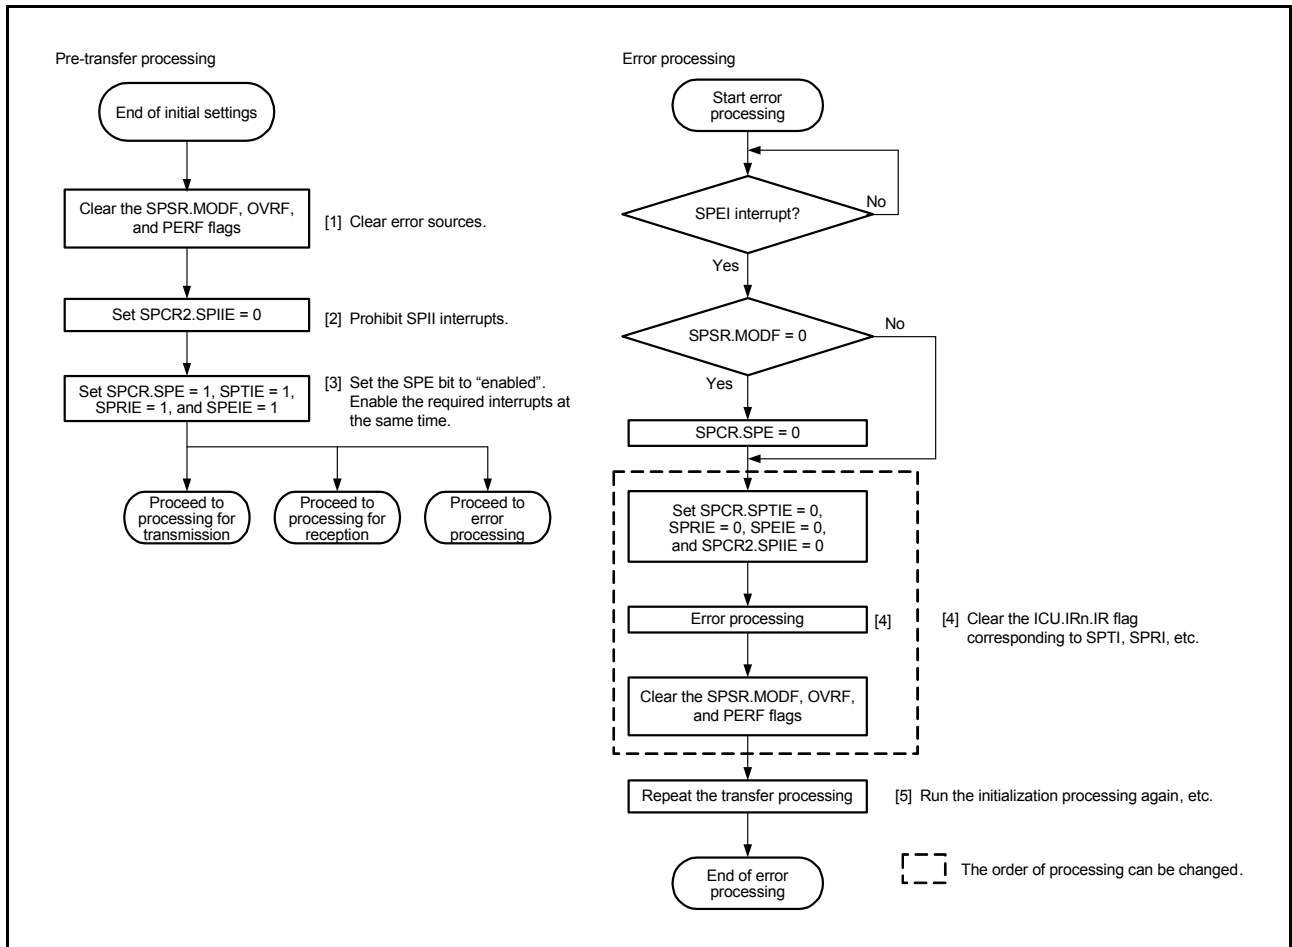 Pre-transfer processing
End of initial settings
Clear the SPSR.MODF, OVRF,
and PERF flags
[1] Clear error sources.
Set SPCR2.SPIIE = 0
[2] Prohibit SPII interrupts.
Set SPCR.SPE = 1, SPTIE = 1,
SPRIE = 1, and SPEIE = 1
[3] Set the SPE bit to “enabled”.
Enable the required interrupts at
the same time.
Proceed to
processing for
transmission
Proceed to
processing for
reception
Proceed to
error
processing
Error processing
Start error
processing
SPEI interrupt?
No
Yes
SPSR.MODF = 0
No
Yes
SPCR.SPE = 0
Set SPCR.SPTIE = 0,
SPRIE = 0, SPEIE = 0,
and SPCR2.SPIIE = 0
Error processing
[4]
[4] Clear the ICU.IRn.IR flag
corresponding to SPTI, SPRI, etc.
Clear the SPSR.MODF, OVRF,
and PERF flags
Repeat the transfer processing
[5] Run the initialization processing again, etc.
End of error
processing
The order of processing can be changed.